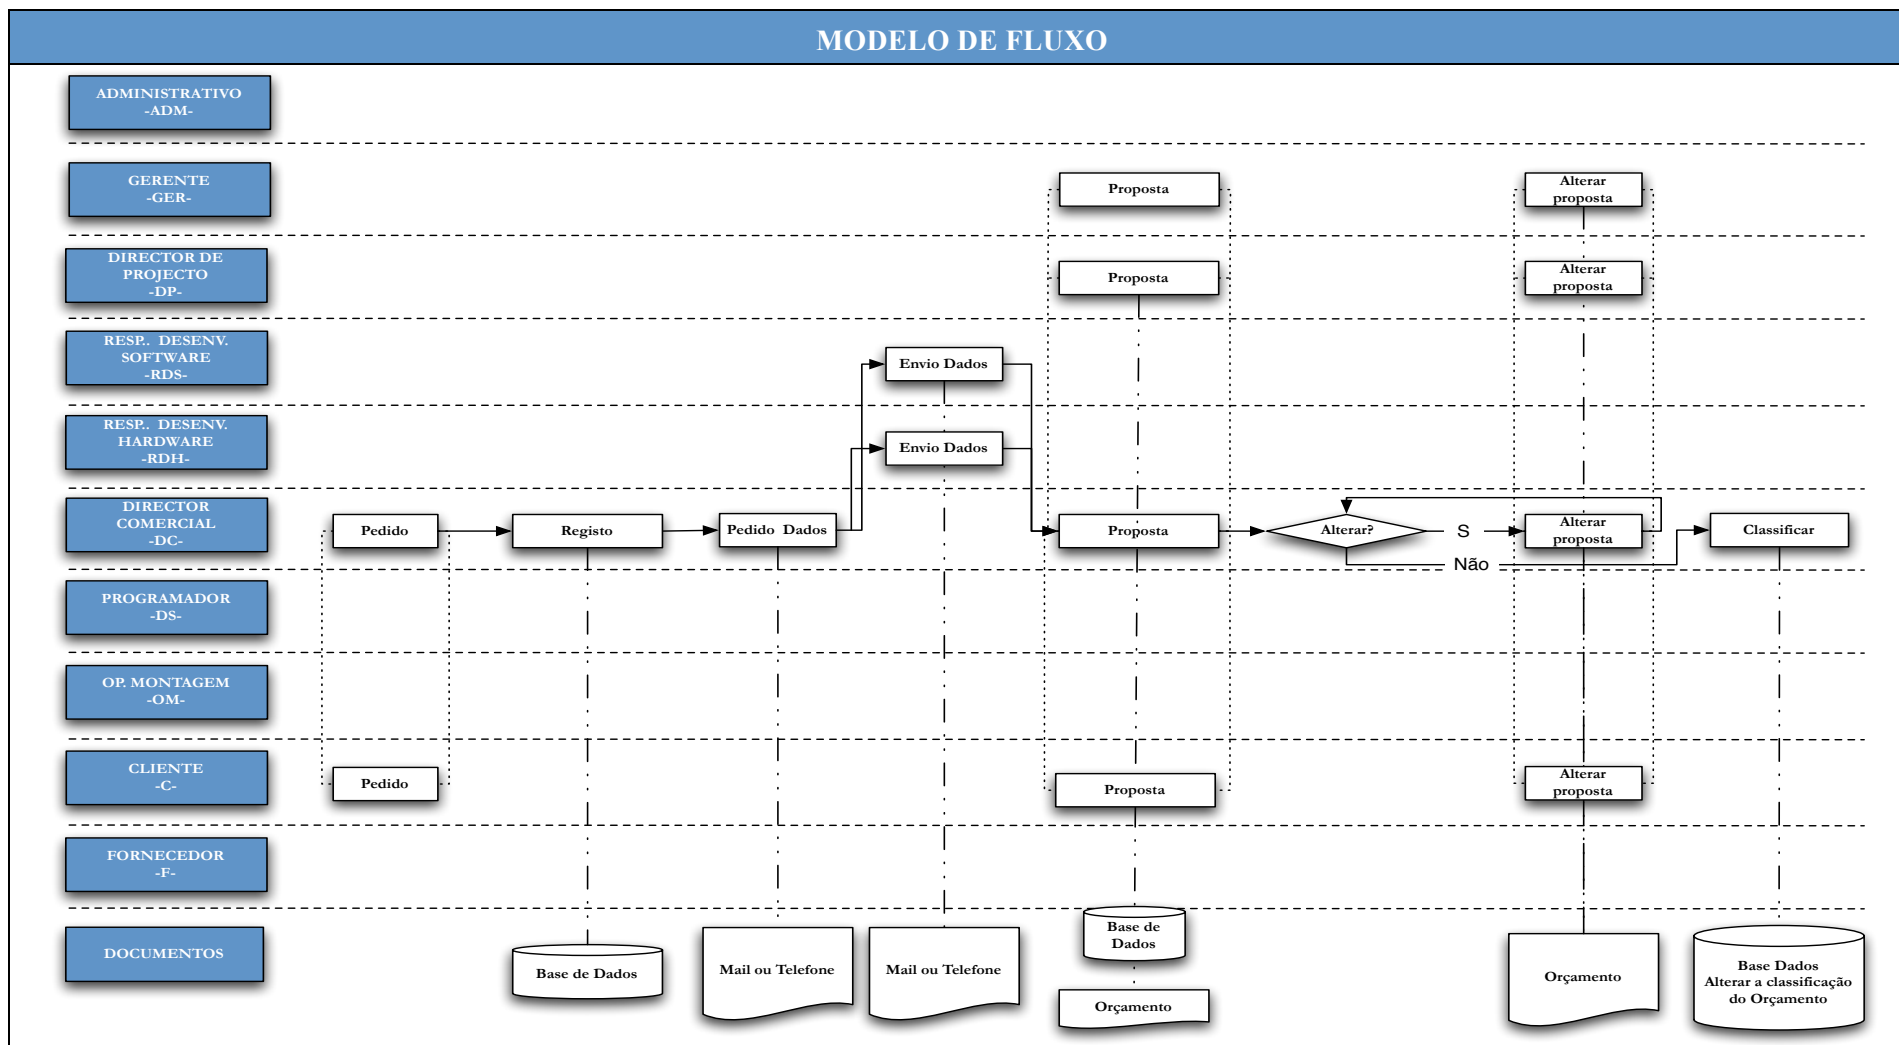 MODELO DE FLUXO
ADMINISTRATIVO
-ADM-
GERENTE
-GER-
Proposta
Alterar
proposta
DIRECTOR DE
PROJECTO
-DP-
Proposta
Alterar
proposta
RESP.. DESENV.
SOFTWARE
-RDS-
Envio Dados
RESP.. DESENV.
HARDWARE
-RDH-
Envio Dados
DIRECTOR
COMERCIAL
-DC-
Pedido
Registo
Pedido Dados
Proposta
Alterar?
S
Alterar
proposta
Classificar
Não
PROGRAMADOR
-DS-
OP. MONTAGEM
-OM-
CLIENTE
-C-
Pedido
Proposta
Alterar
proposta
FORNECEDOR
-F-
DOCUMENTOS
Base de Dados
Mail ou Telefone
Mail ou Telefone
Base de
Dados
Orçamento
Orçamento
Base Dados
Alterar a classificação
do Orçamento